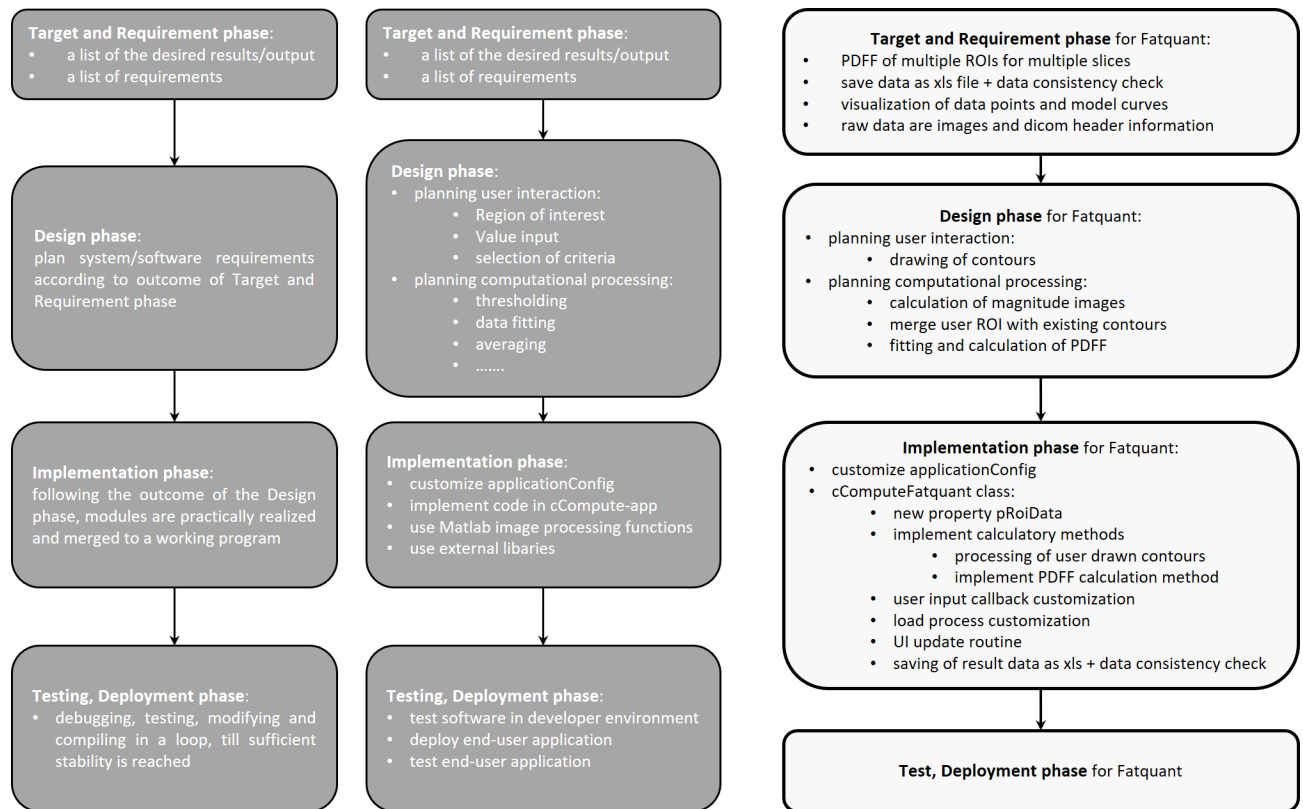 Target and Requirement phase:
• a list of the desired results/output
• a list of requirements
Design phase:
plan system/software requirements
according to outcome of Target and
Requirement phase
Implementation phase:
following the outcome of the Design
phase, modules are practically realized
and merged to a working program
Testing, Deployment phase:
• debugging, testing, modifying and
compiling in a loop, till sufficient
stability is reached
Target and Requirement phase:
• a list of the desired results/output
• a list of requirements
Design phase:
• planning user interaction:
• Region of interest
• Value input
• selection of criteria
• planning computational processing:
• thresholding
• data fitting
• averaging
• .......
Implementation phase:
• customize applicationConfig
• implement code in cCompute-app
• use Matlab image processing functions
• use external libaries
Testing, Deployment phase:
• test software in developer environment
• deploy end-user application
• test end-user application
Target and Requirement phase for Fatquant:
• PDFF of multiple ROIs for multiple slices
• save data as xls file + data consistency check
• visualization of data points and model curves
• raw data are images and dicom header information
Design phase for Fatquant:
• planning user interaction:
• drawing of contours
• planning computational processing:
• calculation of magnitude images
• merge user ROI with existing contours
• fitting and calculation of PDFF
Implementation phase for Fatquant:
• customize applicationConfig
• cComputeFatquant class:
• new property pRoiData
• implement calculatory methods
• processing of user drawn contours
• implement PDFF calculation method
• user input callback customization
• load process customization
• UI update routine
• saving of result data as xls + data consistency check
Test, Deployment phase for Fatquant